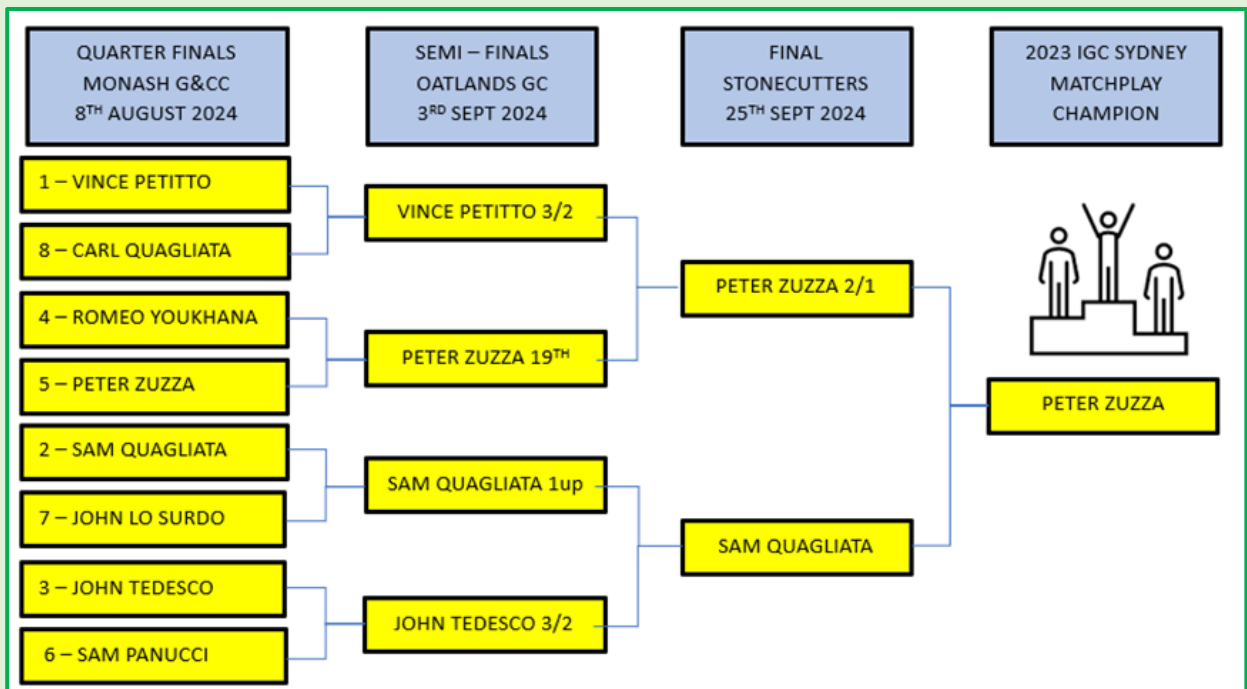 QUARTER FINALS
MONASH G&CC
8TH AUGUST 2024
SEMI – FINALS
OATLANDS GC
3RD SEPT 2024
FINAL
STONECUTTERS
25TH SEPT 2024
2023 IGC SYDNEY
MATCHPLAY
CHAMPION
1 – VINCE PETITTO
8 – CARL QUAGLIATA
4 – ROMEO YOUKHANA
5 – PETER ZUZZA
2 – SAM QUAGLIATA
7 – JOHN LO SURDO
3 – JOHN TEDESCO
6 – SAM PANUCCI
VINCE PETITTO 3/2
PETER ZUZZA 19TH
SAM QUAGLIATA 1up
JOHN TEDESCO 3/2
PETER ZUZZA 2/1
SAM QUAGLIATA
PETER ZUZZA